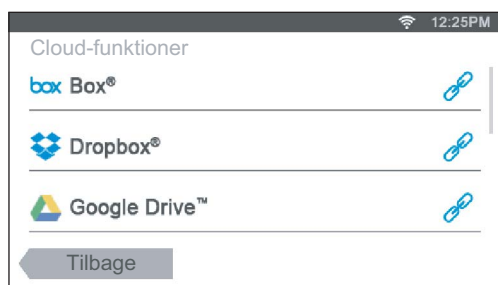 12:25PM
Cloud-funktioner
box Box®
Dropbox®
Google Drive™
Tilbage